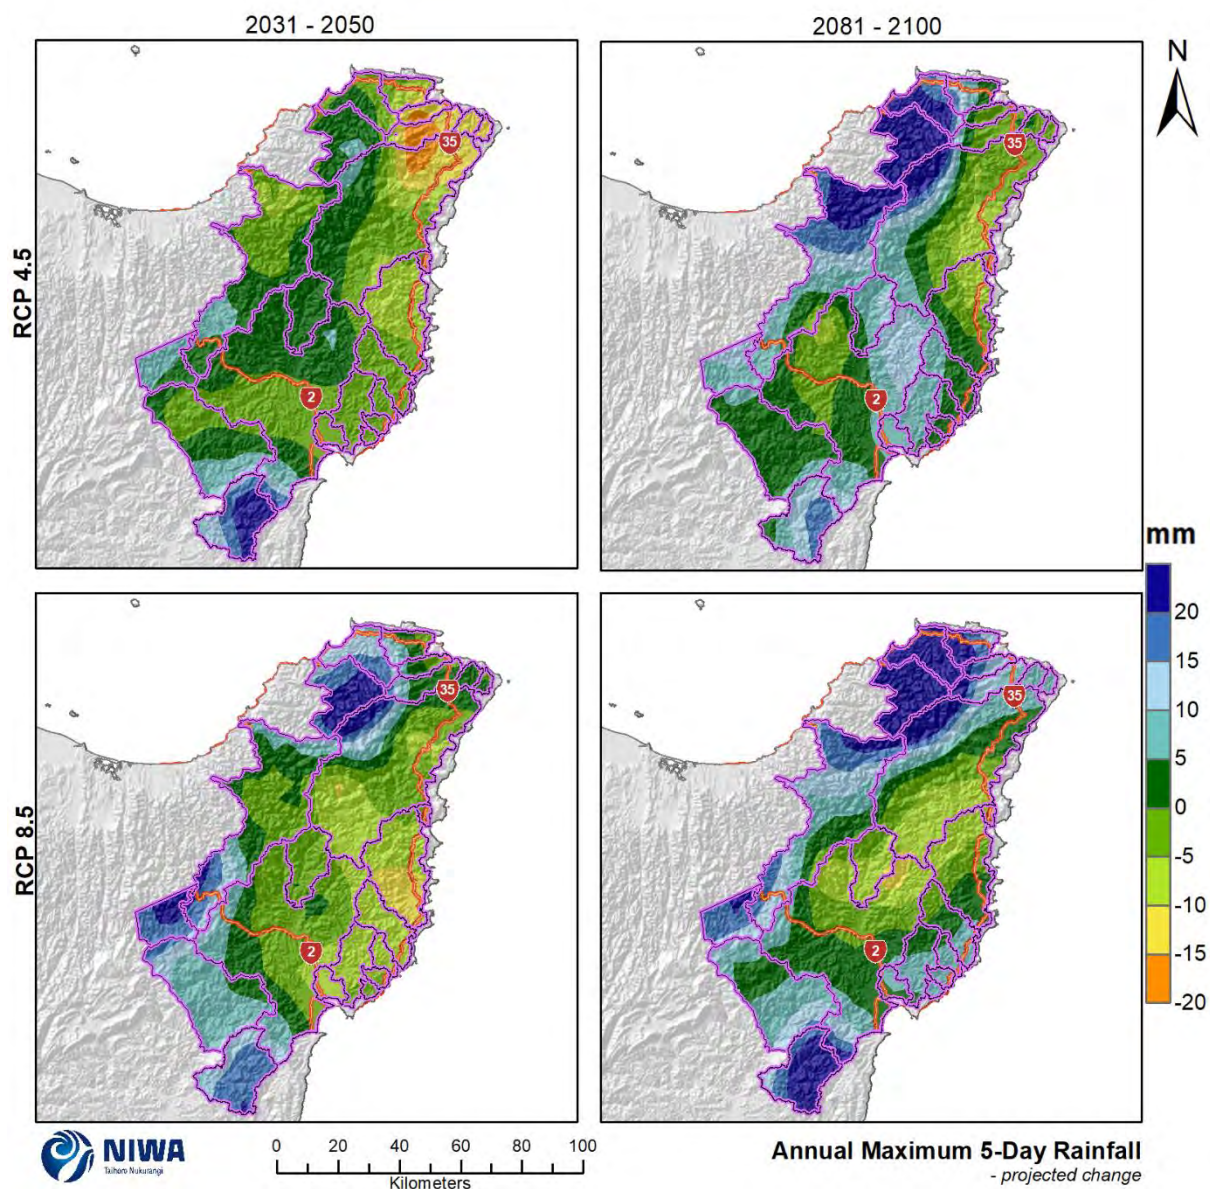 2031 - 2050
2081 - 2100
N
RCP 4.5
35
35
2
2
mm
20
15
10
5
0
-5
-10
-15
-20
RCP 8.5
35
35
2
2
NIWA
Taihoro Nukurangi
0 20 40 60 80 100
Kilometers
Annual Maximum 5-Day Rainfall
- projected change